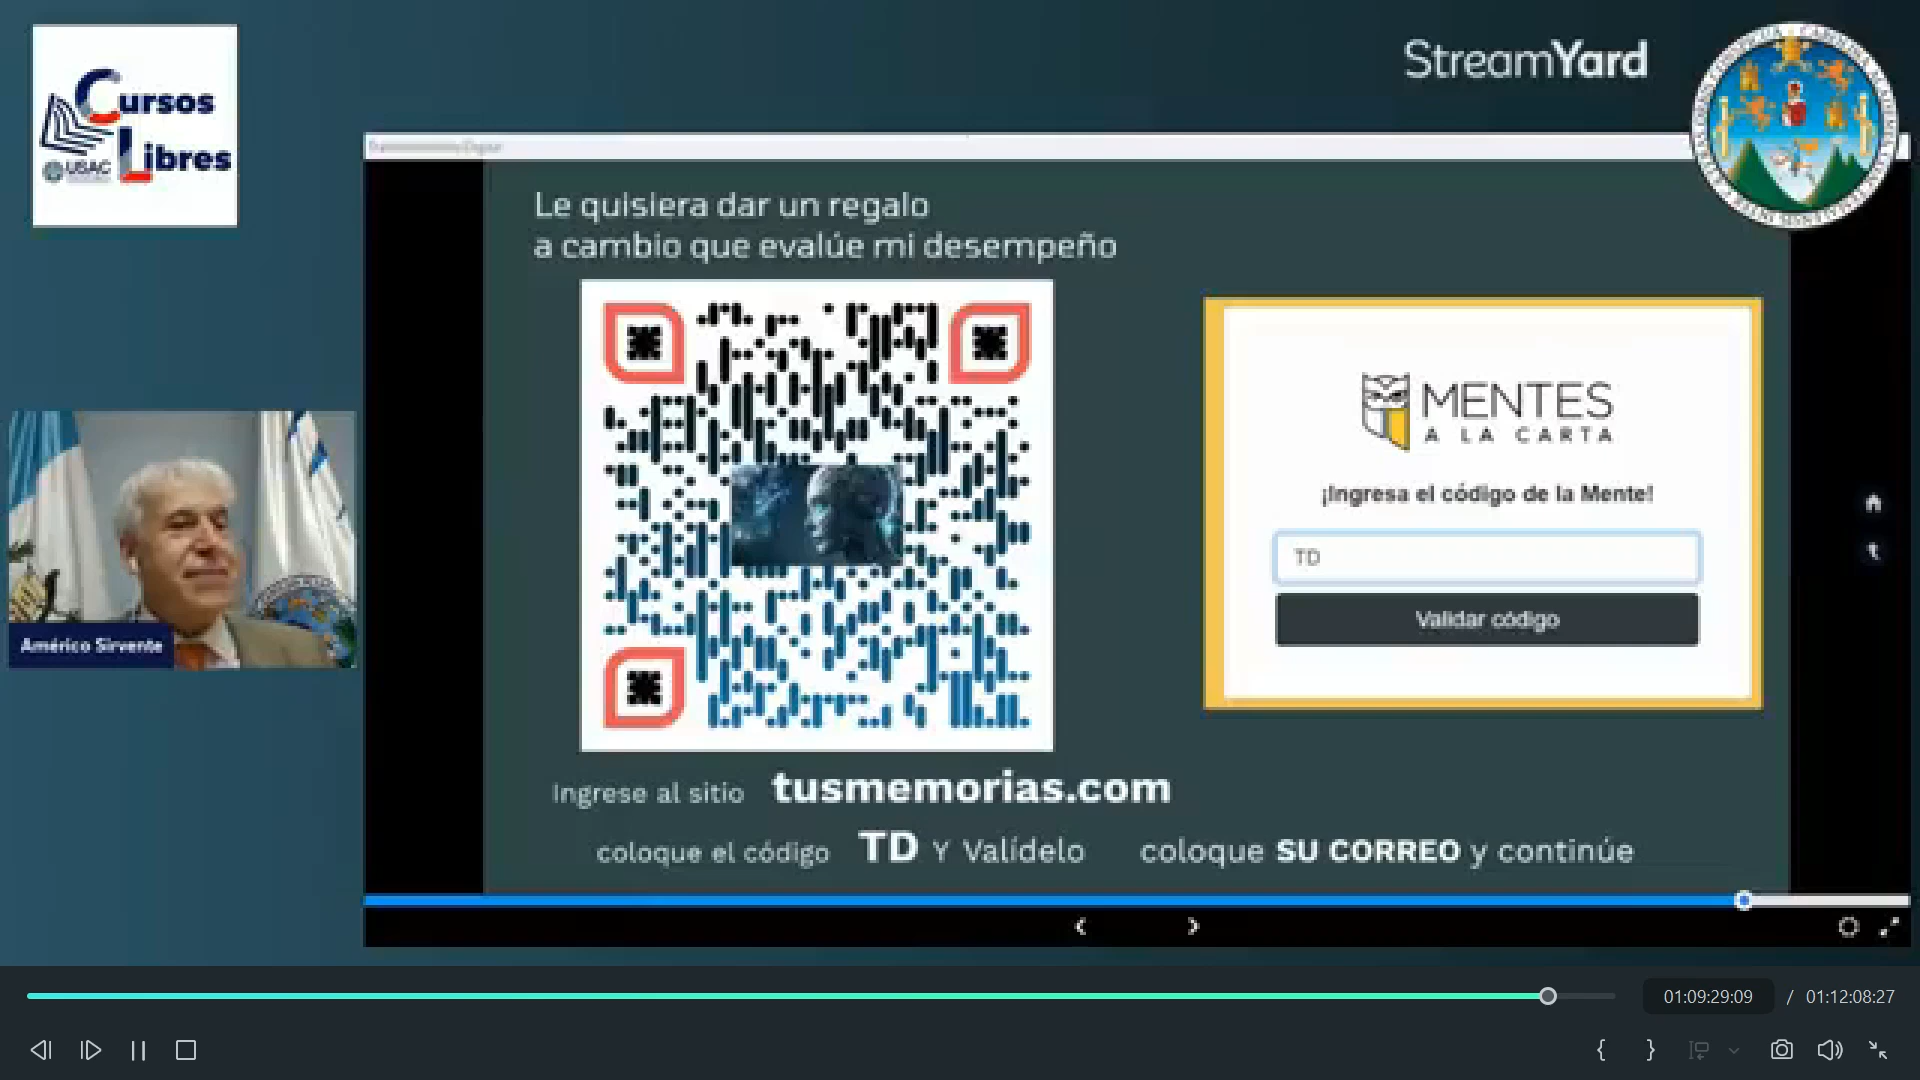 StreamYard
Cursos
Libres
USAC
Le quisiera dar un regalo
a cambio que evalúe mi desempeño
MENTES
A LA CARTA
¡Ingresa el código de la Mente!
TD
Validar código
Américo Sirvente
Ingrese al sitio tusmemorias.com
coloque el código TD Y Valídelo coloque SU CORREO y continúe
01:09:29:09 / 01:12:08:27